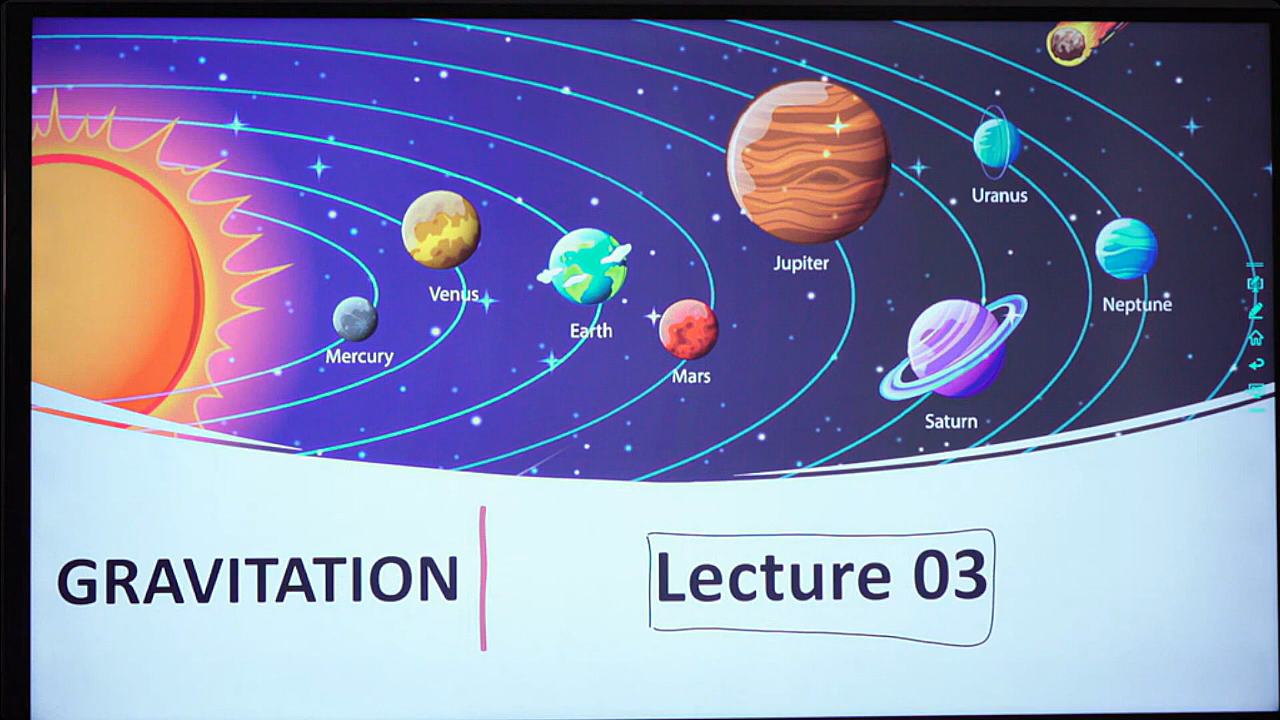 Uranus
Jupiter
Venus
Neptune
Earth
Mercury
Mars
Saturn
GRAVITATION
Lecture 03